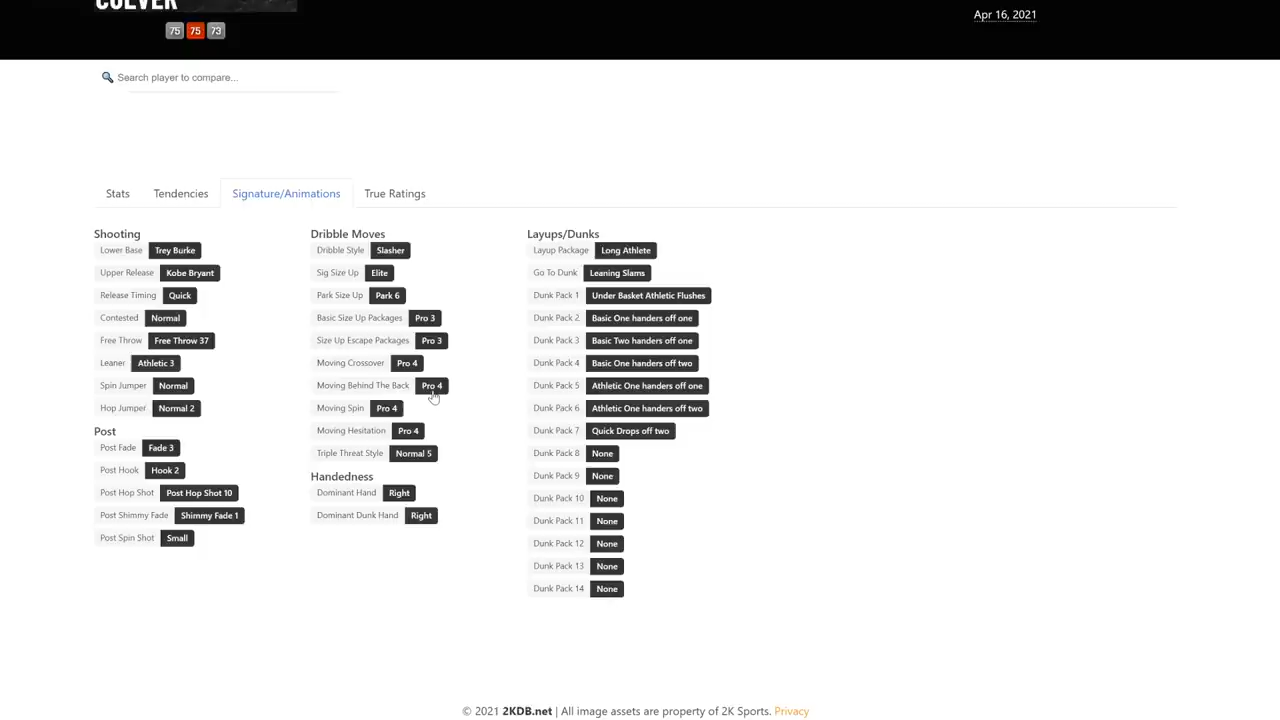 CULVER
75 75 73
Apr 16, 2021
Search player to compare...
Stats Tendencies Signature/Animations True Ratings
Shooting
Lower Base Trey Burke
Upper Release Kobe Bryant
Release Timing Quick
Contested Normal
Free Throw Free Throw 37
Leaner Athletic 3
Spin Jumper Normal
Hop Jumper Normal 2
Post
Post Fade Fade 3
Post Hook Hook 2
Post Hop Shot Post Hop Shot 10
Post Shimmy Fade Shimmy Fade 1
Post Spin Shot Small
Dribble Moves
Dribble Style Slasher
Sig Size Up Elite
Park Size Up Park 6
Basic Size Up Packages Pro 3
Size Up Escape Packages Pro 3
Moving Crossover Pro 4
Moving Behind The Back Pro 4
Moving Spin Pro 4
Moving Hesitation Pro 4
Triple Threat Style Normal 5
Handedness
Dominant Hand Right
Dominant Dunk Hand Right
Layups/Dunks
Layup Package Long Athlete
Go To Dunk Leaning Slams
Dunk Pack 1 Under Basket Athletic Flushes
Dunk Pack 2 Basic One handers off one
Dunk Pack 3 Basic Two handers off one
Dunk Pack 4 Basic One handers off two
Dunk Pack 5 Athletic One handers off one
Dunk Pack 6 Athletic One handers off two
Dunk Pack 7 Quick Drops off two
Dunk Pack 8 None
Dunk Pack 9 None
Dunk Pack 10 None
Dunk Pack 11 None
Dunk Pack 12 None
Dunk Pack 13 None
Dunk Pack 14 None
© 2021 2KDB.net | All image assets are property of 2K Sports. Privacy